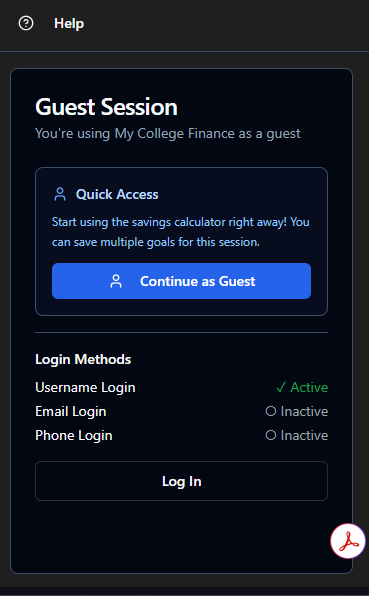 Help
Guest Session
You're using My College Finance as a guest
Quick Access
Start using the savings calculator right away! You
can save multiple goals for this session.
Continue as Guest
Login Methods
Username Login ✓ Active
Email Login ○ Inactive
Phone Login ○ Inactive
Log In